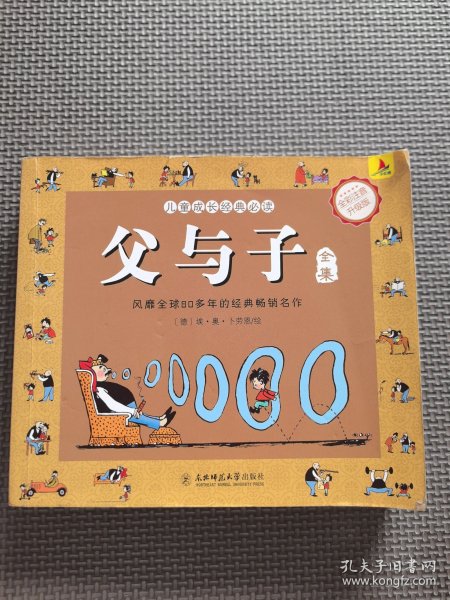 儿童成长经典必读
全彩注音
升级版
父与子
全集
风靡全球80多年的经典畅销名作
[德]埃·奥·卜劳恩/绘
东北师范大学出版社
NORTHEAST NORMAL UNIVERSITY PRESS
孔夫子旧书网
www.kongfz.com